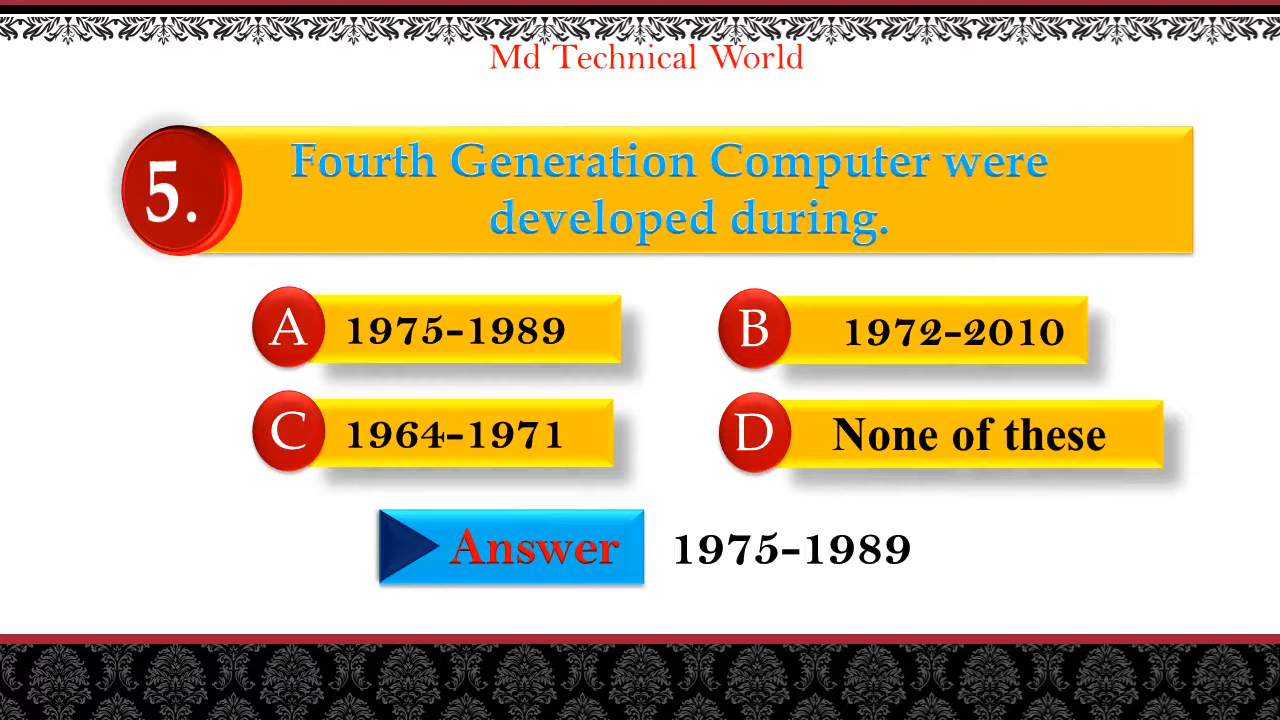 Md Technical World
5.
Fourth Generation Computer were
developed during.
A 1975-1989
B 1972-2010
C 1964-1971
D None of these
Answer 1975-1989